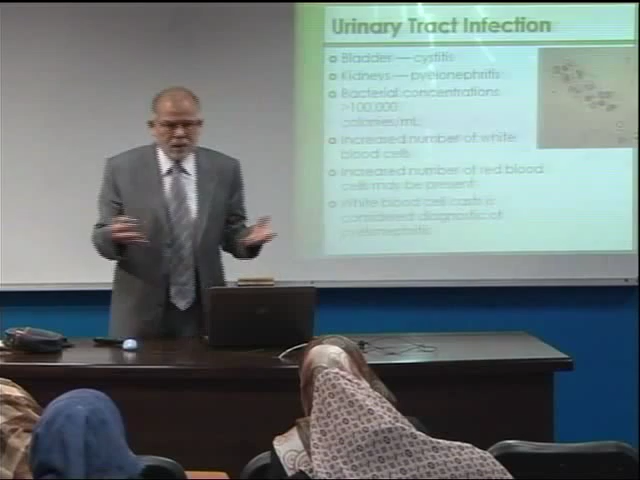 Urinary Tract Infection
Bladder — cystitis
Kidneys — pyelonephritis
Bacterial concentrations
>100,000
colonies/mL
Increased number of white
blood cells
Increased number of red blood
cells may be present
White blood cell casts is
considered diagnostic of
pyelonephritis